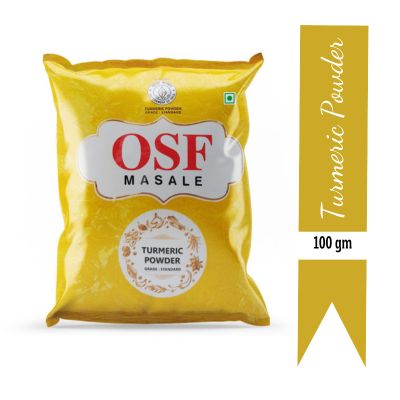 TURMERIC POWDER
GRADE - STANDARD
OSF
MASALE
TURMERIC
POWDER
GRADE - STANDARD
Turmeric Powder
100 gm